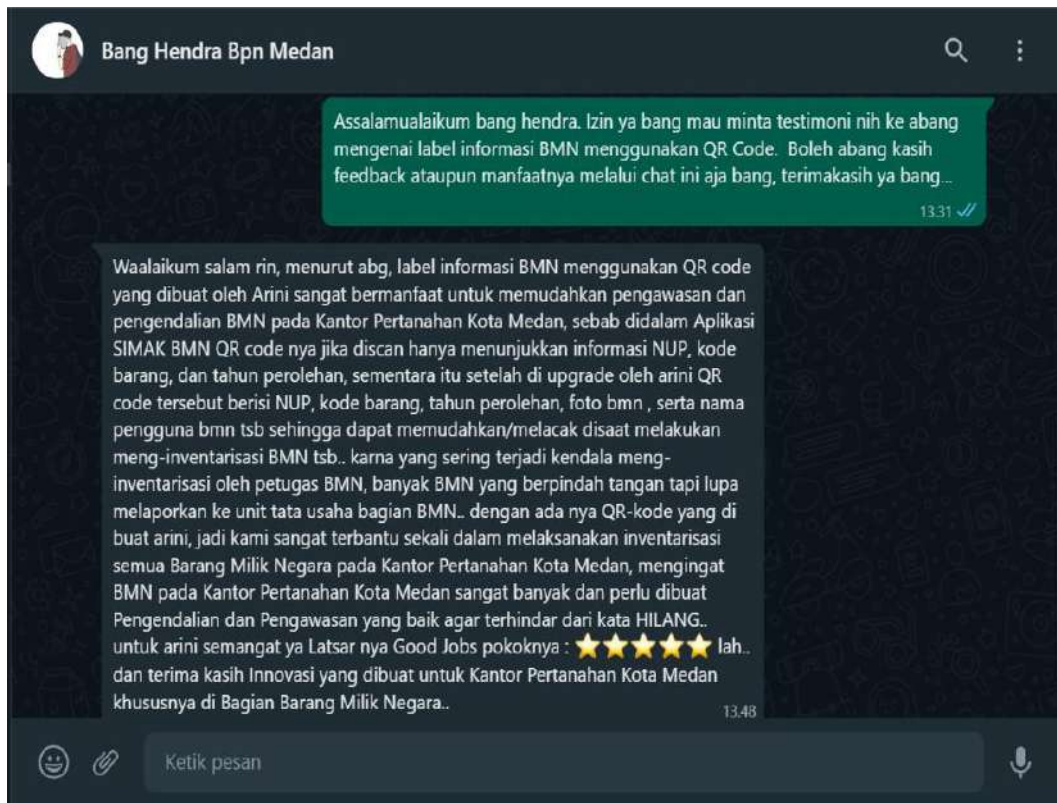 Bang Hendra Bpn Medan
Assalamualaikum bang hendra. Izin ya bang mau minta testimoni nih ke abang
mengenai label informasi BMN menggunakan QR Code. Boleh abang kasih
feedback ataupun manfaatnya melalui chat ini aja bang, terimakasih ya bang...
13.31
Waalaikum salam rin, menurut abg, label informasi BMN menggunakan QR code
yang dibuat oleh Arini sangat bermanfaat untuk memudahkan pengawasan dan
pengendalian BMN pada Kantor Pertanahan Kota Medan, sebab didalam Aplikasi
SIMAK BMN QR code nya jika discan hanya menunjukkan informasi NUP, kode
barang, dan tahun perolehan, sementara itu setelah di upgrade oleh arini QR
code tersebut berisi NUP, kode barang, tahun perolehan, foto bmn , serta nama
pengguna bmn tsb sehingga dapat memudahkan/melacak disaat melakukan
meng-inventarisasi BMN tsb.. karna yang sering terjadi kendala meng-
inventarisasi oleh petugas BMN, banyak BMN yang berpindah tangan tapi lupa
melaporkan ke unit tata usaha bagian BMN.. dengan ada nya QR-kode yang di
buat arini, jadi kami sangat terbantu sekali dalam melaksanakan inventarisasi
semua Barang Milik Negara pada Kantor Pertanahan Kota Medan, mengingat
BMN pada Kantor Pertanahan Kota Medan sangat banyak dan perlu dibuat
Pengendalian dan Pengawasan yang baik agar terhindar dari kata HILANG..
untuk arini semangat ya Latsar nya Good Jobs pokoknya : ⭐⭐⭐⭐⭐ lah..
dan terima kasih Innovasi yang dibuat untuk Kantor Pertanahan Kota Medan
khususnya di Bagian Barang Milik Negara..
13.48
Ketik pesan